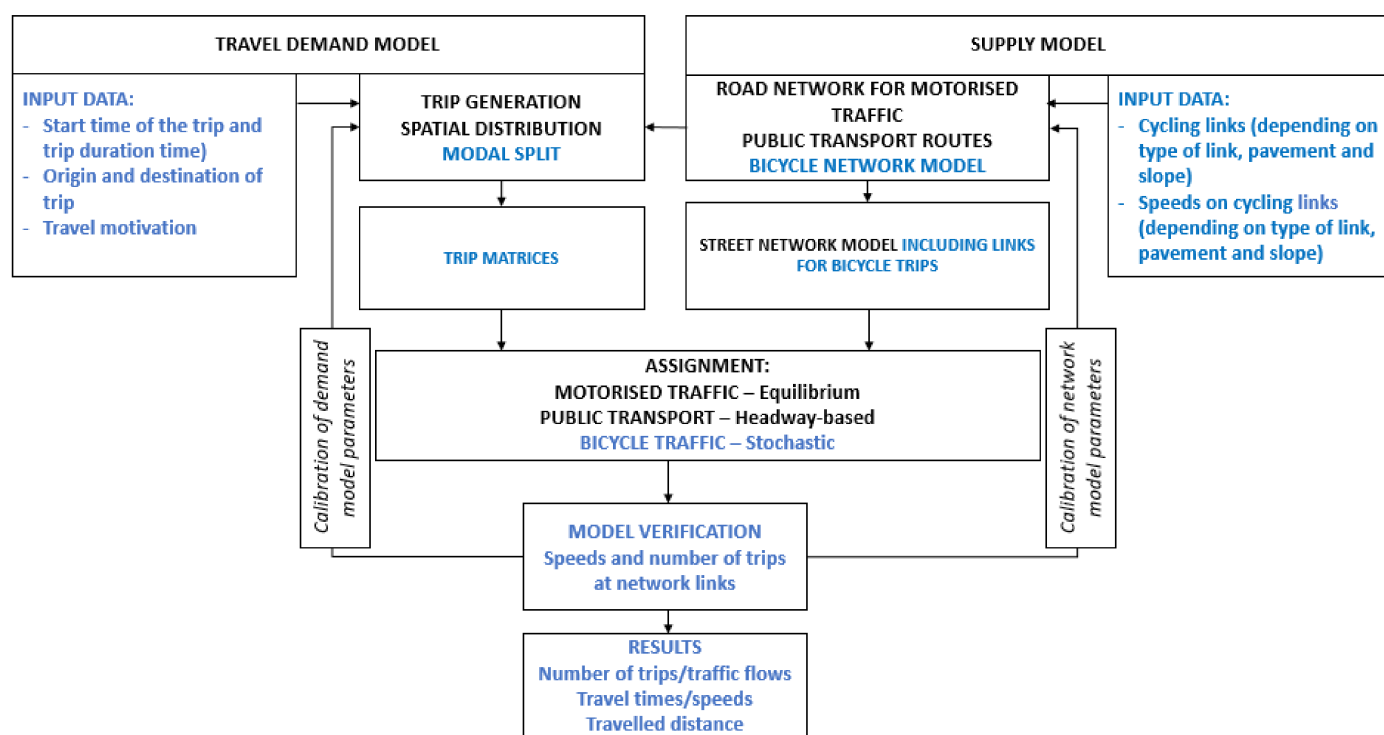 TRAVEL DEMAND MODEL
SUPPLY MODEL
INPUT DATA:
- Start time of the trip and
trip duration time)
- Origin and destination of
trip
- Travel motivation
TRIP GENERATION
SPATIAL DISTRIBUTION
MODAL SPLIT
ROAD NETWORK FOR MOTORISED
TRAFFIC
PUBLIC TRANSPORT ROUTES
BICYCLE NETWORK MODEL
INPUT DATA:
- Cycling links (depending on
type of link, pavement and
slope)
- Speeds on cycling links
(depending on type of link,
pavement and slope)
TRIP MATRICES
STREET NETWORK MODEL INCLUDING LINKS
FOR BICYCLE TRIPS
Calibration of demand
model parameters
ASSIGNMENT:
MOTORISED TRAFFIC – Equilibrium
PUBLIC TRANSPORT – Headway-based
BICYCLE TRAFFIC – Stochastic
Calibration of network
model parameters
MODEL VERIFICATION
Speeds and number of trips
at network links
RESULTS
Number of trips/traffic flows
Travel times/speeds
Travelled distance